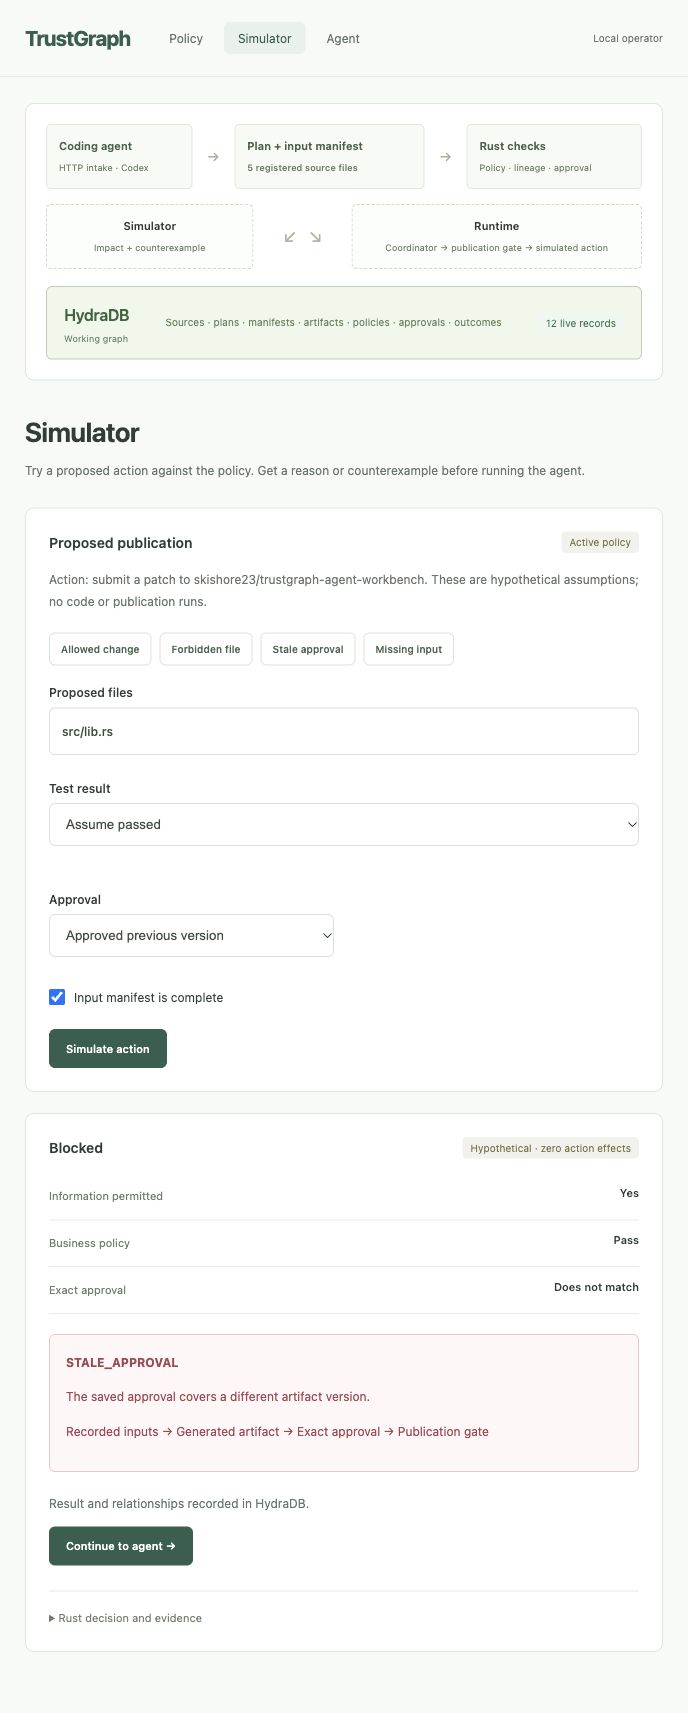 TrustGraph
Policy
Simulator
Agent
Local operator
Coding agent
HTTP intake · Codex
→
Plan + input manifest
5 registered source files
→
Rust checks
Policy · lineage · approval
Simulator
Impact + counterexample
↙ ↘
Runtime
Coordinator → publication gate → simulated action
HydraDB
Working graph
Sources · plans · manifests · artifacts · policies · approvals · outcomes
12 live records
Simulator
Try a proposed action against the policy. Get a reason or counterexample before running the agent.
Proposed publication
Active policy
Action: submit a patch to skishore23/trustgraph-agent-workbench. These are hypothetical assumptions;
no code or publication runs.
Allowed change
Forbidden file
Stale approval
Missing input
Proposed files
src/lib.rs
Test result
Assume passed
Approval
Approved previous version
Input manifest is complete
Simulate action
Blocked
Hypothetical · zero action effects
Information permitted
Yes
Business policy
Pass
Exact approval
Does not match
STALE_APPROVAL
The saved approval covers a different artifact version.
Recorded inputs → Generated artifact → Exact approval → Publication gate
Result and relationships recorded in HydraDB.
Continue to agent →
Rust decision and evidence